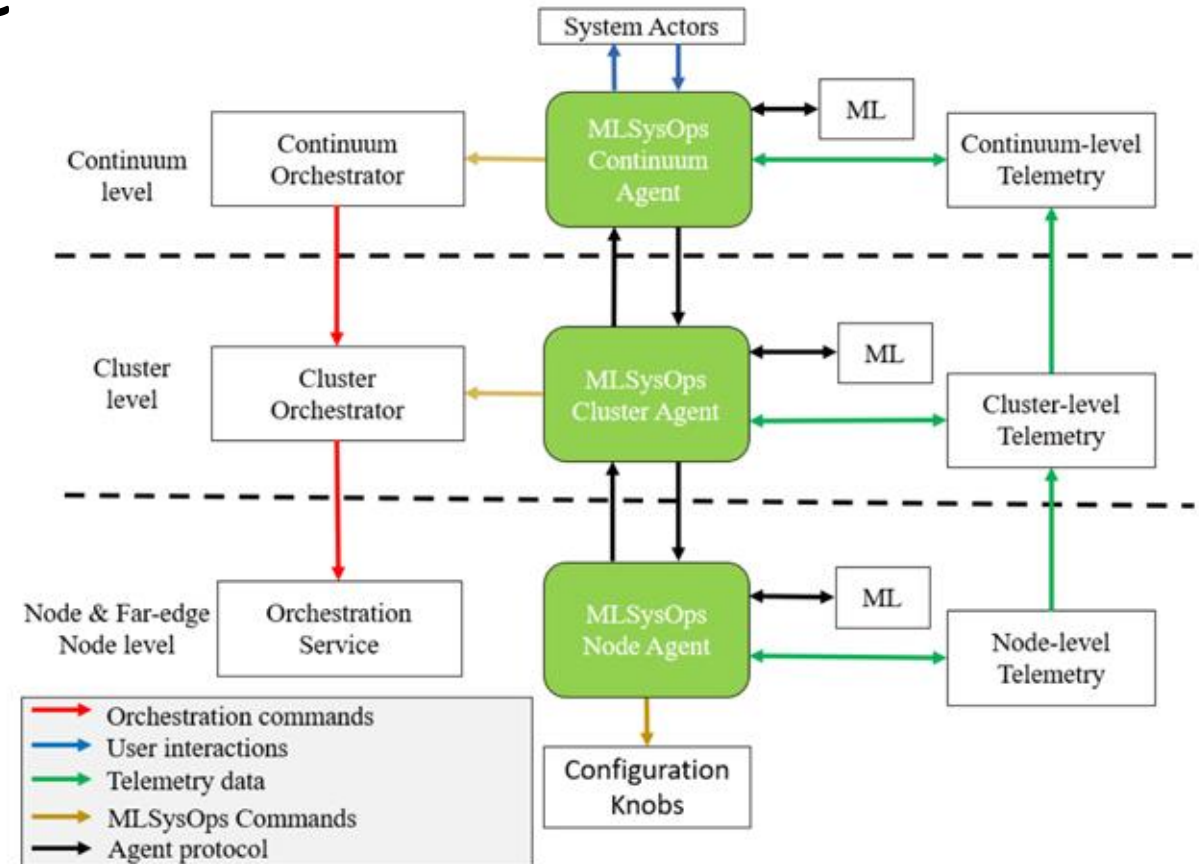 System Actors
MLSysOps
Continuum
Agent
ML
Continuum
Orchestrator
Continuum-level
Telemetry
Continuum
level
Cluster
level
Cluster
Orchestrator
MLSysOps
Cluster Agent
ML
Cluster-level
Telemetry
Node & Far-edge
Node level
Orchestration
Service
MLSysOps
Node Agent
ML
Node-level
Telemetry
Configuration
Knobs
Orchestration commands
User interactions
Telemetry data
MLSysOps Commands
Agent protocol